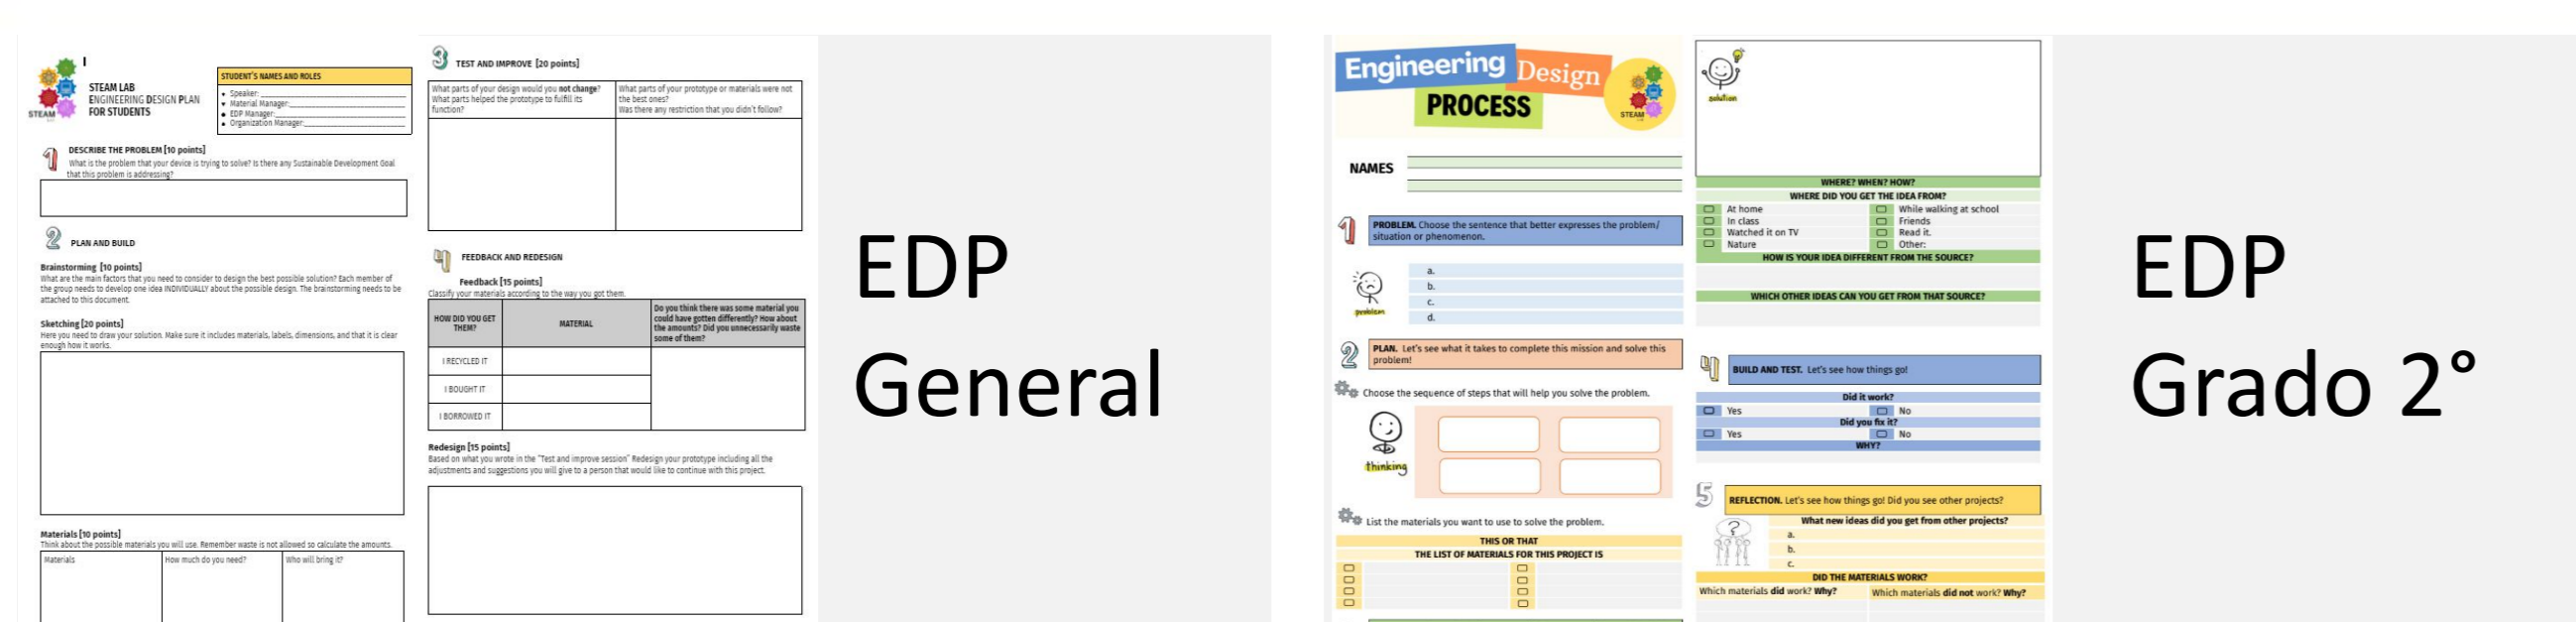 STEAM
STEAM LAB
ENGINEERING DESIGN PLAN
FOR STUDENTS
STUDENT'S NAMES AND ROLES
Speaker:
Material Manager:
EDP Manager:
Organization Manager:
1
DESCRIBE THE PROBLEM [10 points]
What is the problem that your device is trying to solve? Is there any Sustainable Development Goal
that this problem is addressing?
2
PLAN AND BUILD
Brainstorming [10 points]
What are the main factors that you need to consider to design the best possible solution? Each member of
the group needs to develop one idea INDIVIDUALLY about the possible design. The brainstorming needs to be
attached to this document.
Sketching [20 points]
Here you need to draw your solution. Make sure it includes materials, labels, dimensions, and that it is clear
enough how it works.
Materials [10 points]
Think about the possible materials you will use. Remember waste is not allowed so calculate the amounts.
Materials
How much do you need?
Who will bring it?
3
TEST AND IMPROVE [20 points]
What parts of your design would you not change?
What parts helped the prototype to fulfill its
function?
What parts of your prototype or materials were not
the best ones?
Was there any restriction that you didn't follow?
4
FEEDBACK AND REDESIGN
Feedback [15 points]
Classify your materials according to the way you got them.
HOW DID YOU GET
THEM?
MATERIAL
Do you think there was some material you
could have gotten differently? How about
the amounts? Did you unnecessarily waste
some of them?
I RECYCLED IT
I BOUGHT IT
I BORROWED IT
Redesign [15 points]
Based on what you wrote in the "Test and improve session" Redesign your prototype including all the
adjustments and suggestions you will give to a person that would like to continue with this project.
EDP
General
Engineering
Design
PROCESS
STEAM
NAMES
1
PROBLEM. Choose the sentence that better expresses the problem/
situation or phenomenon.
problem
a.
b.
c.
d.
2
PLAN. Let's see what it takes to complete this mission and solve this
problem!
Choose the sequence of steps that will help you solve the problem.
thinking
List the materials you want to use to solve the problem.
THIS OR THAT
THE LIST OF MATERIALS FOR THIS PROJECT IS
solution
WHERE? WHEN? HOW?
WHERE DID YOU GET THE IDEA FROM?
At home
While walking at school
In class
Friends
Watched it on TV
Read it.
Nature
Other:
HOW IS YOUR IDEA DIFFERENT FROM THE SOURCE?
WHICH OTHER IDEAS CAN YOU GET FROM THAT SOURCE?
4
BUILD AND TEST. Let's see how things go!
Did it work?
Yes
No
Did you fix it?
Yes
No
WHY?
5
REFLECTION. Let's see how things go! Did you see other projects?
What new ideas did you get from other projects?
a.
b.
c.
DID THE MATERIALS WORK?
Which materials did work? Why?
Which materials did not work? Why?
EDP
Grado 2°